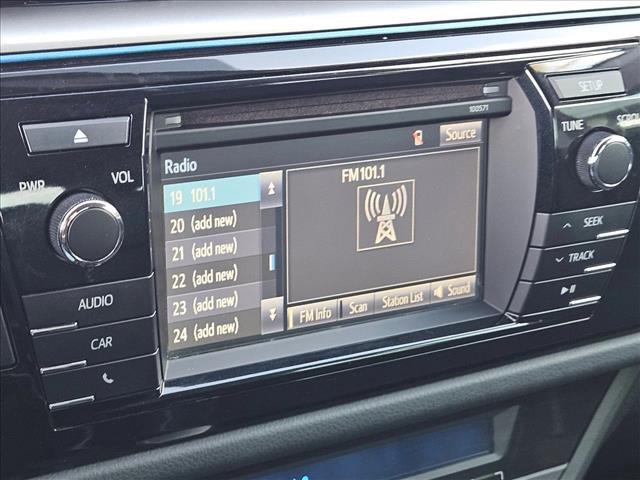 SETUP
100571
Source
TUNE
SCROLL
Radio
PWR
VOL
FM101.1
19 101.1
20 (add new)
21 (add new)
22 (add new)
23 (add new)
24 (add new)
SEEK
TRACK
FM Info
Scan
Station List
Sound
AUDIO
CAR